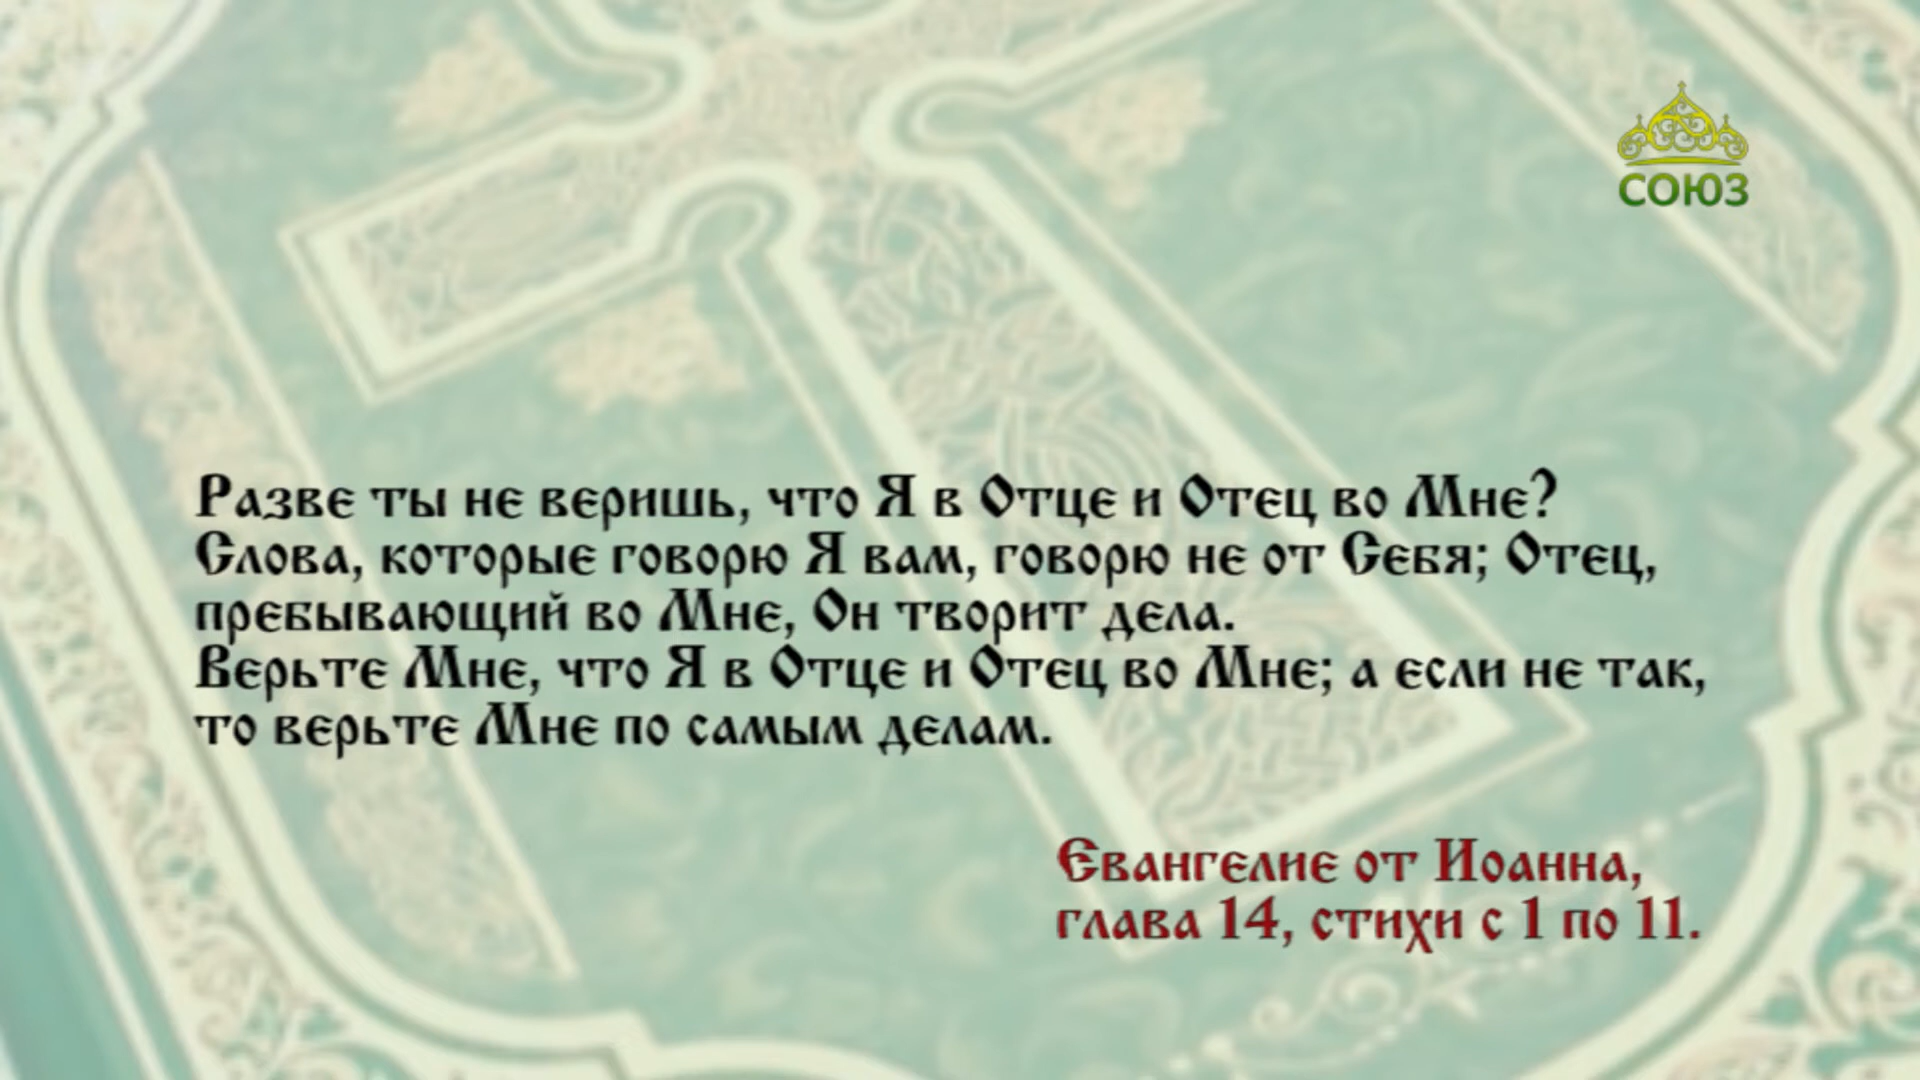 СОЮЗ
Разве ты не веришь, что Я в Отце и Отец во Мне?
Слова, которые говорю Я вам, говорю не от Себя; Отец,
пребывающий во Мне, Он творит дела.
Верьте Мне, что Я в Отце и Отец во Мне; а если не так,
то верьте Мне по самым делам.
Евангелие от Иоанна,
глава 14, стихи с 1 по 11.